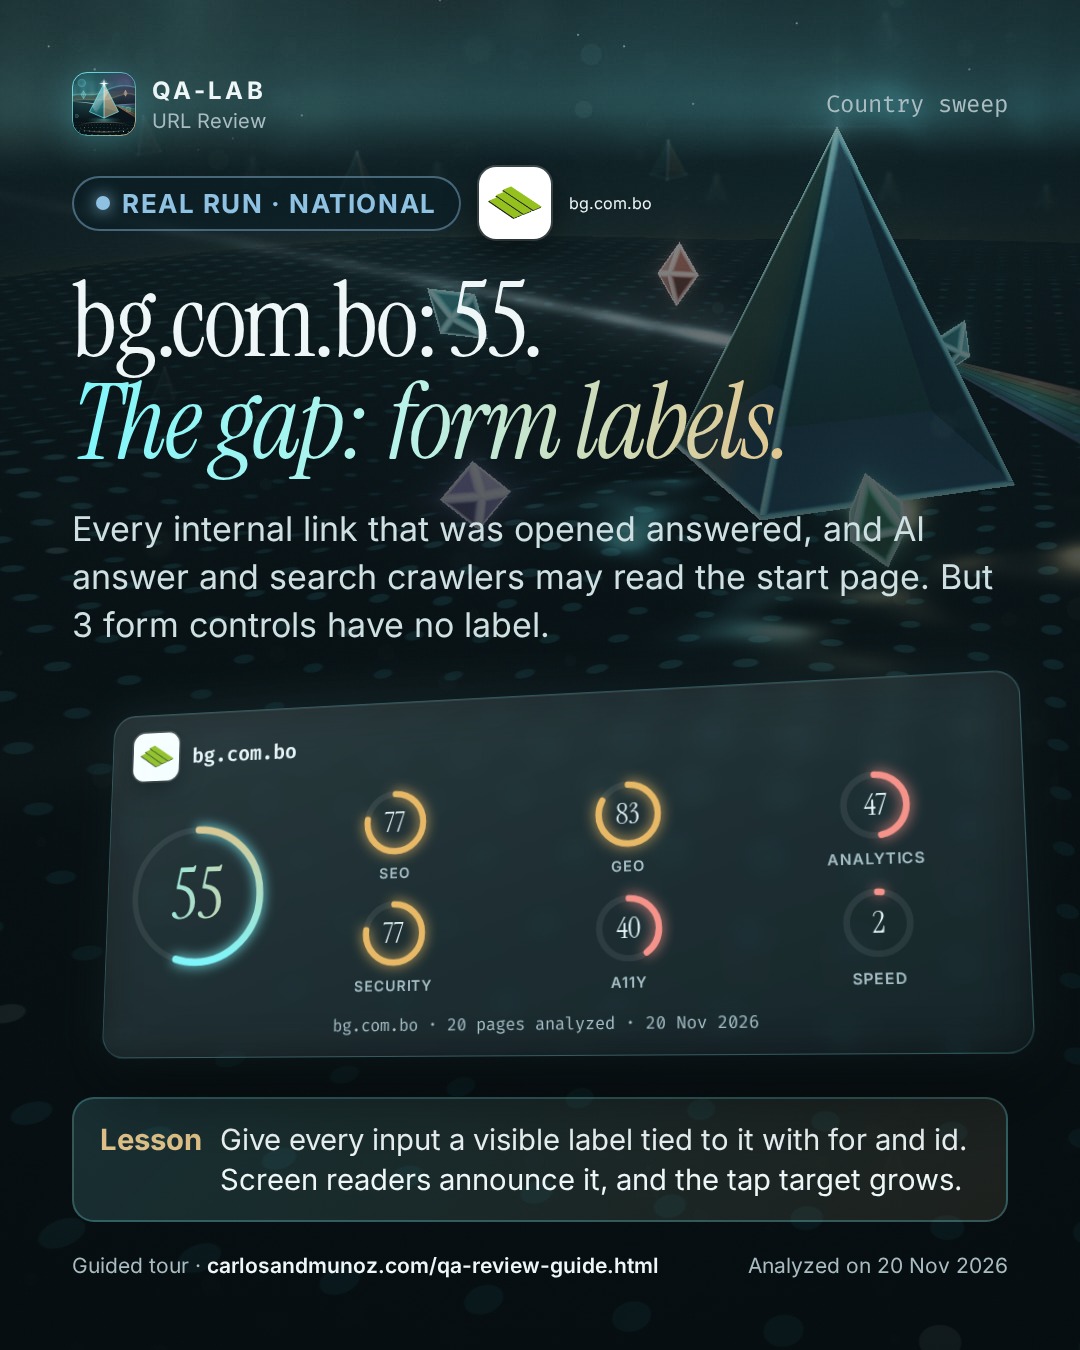 QA-LAB
URL Review
Country sweep
REAL RUN · NATIONAL
bg.com.bo
bg.com.bo: 55.
The gap: form labels.
Every internal link that was opened answered, and AI
answer and search crawlers may read the start page. But
3 form controls have no label.
bg.com.bo
55
77
SEO
83
GEO
47
ANALYTICS
77
SECURITY
40
A11Y
2
SPEED
bg.com.bo · 20 pages analyzed · 20 Nov 2026
Lesson Give every input a visible label tied to it with for and id.
Screen readers announce it, and the tap target grows.
Guided tour · carlosandmunoz.com/qa-review-guide.html
Analyzed on 20 Nov 2026